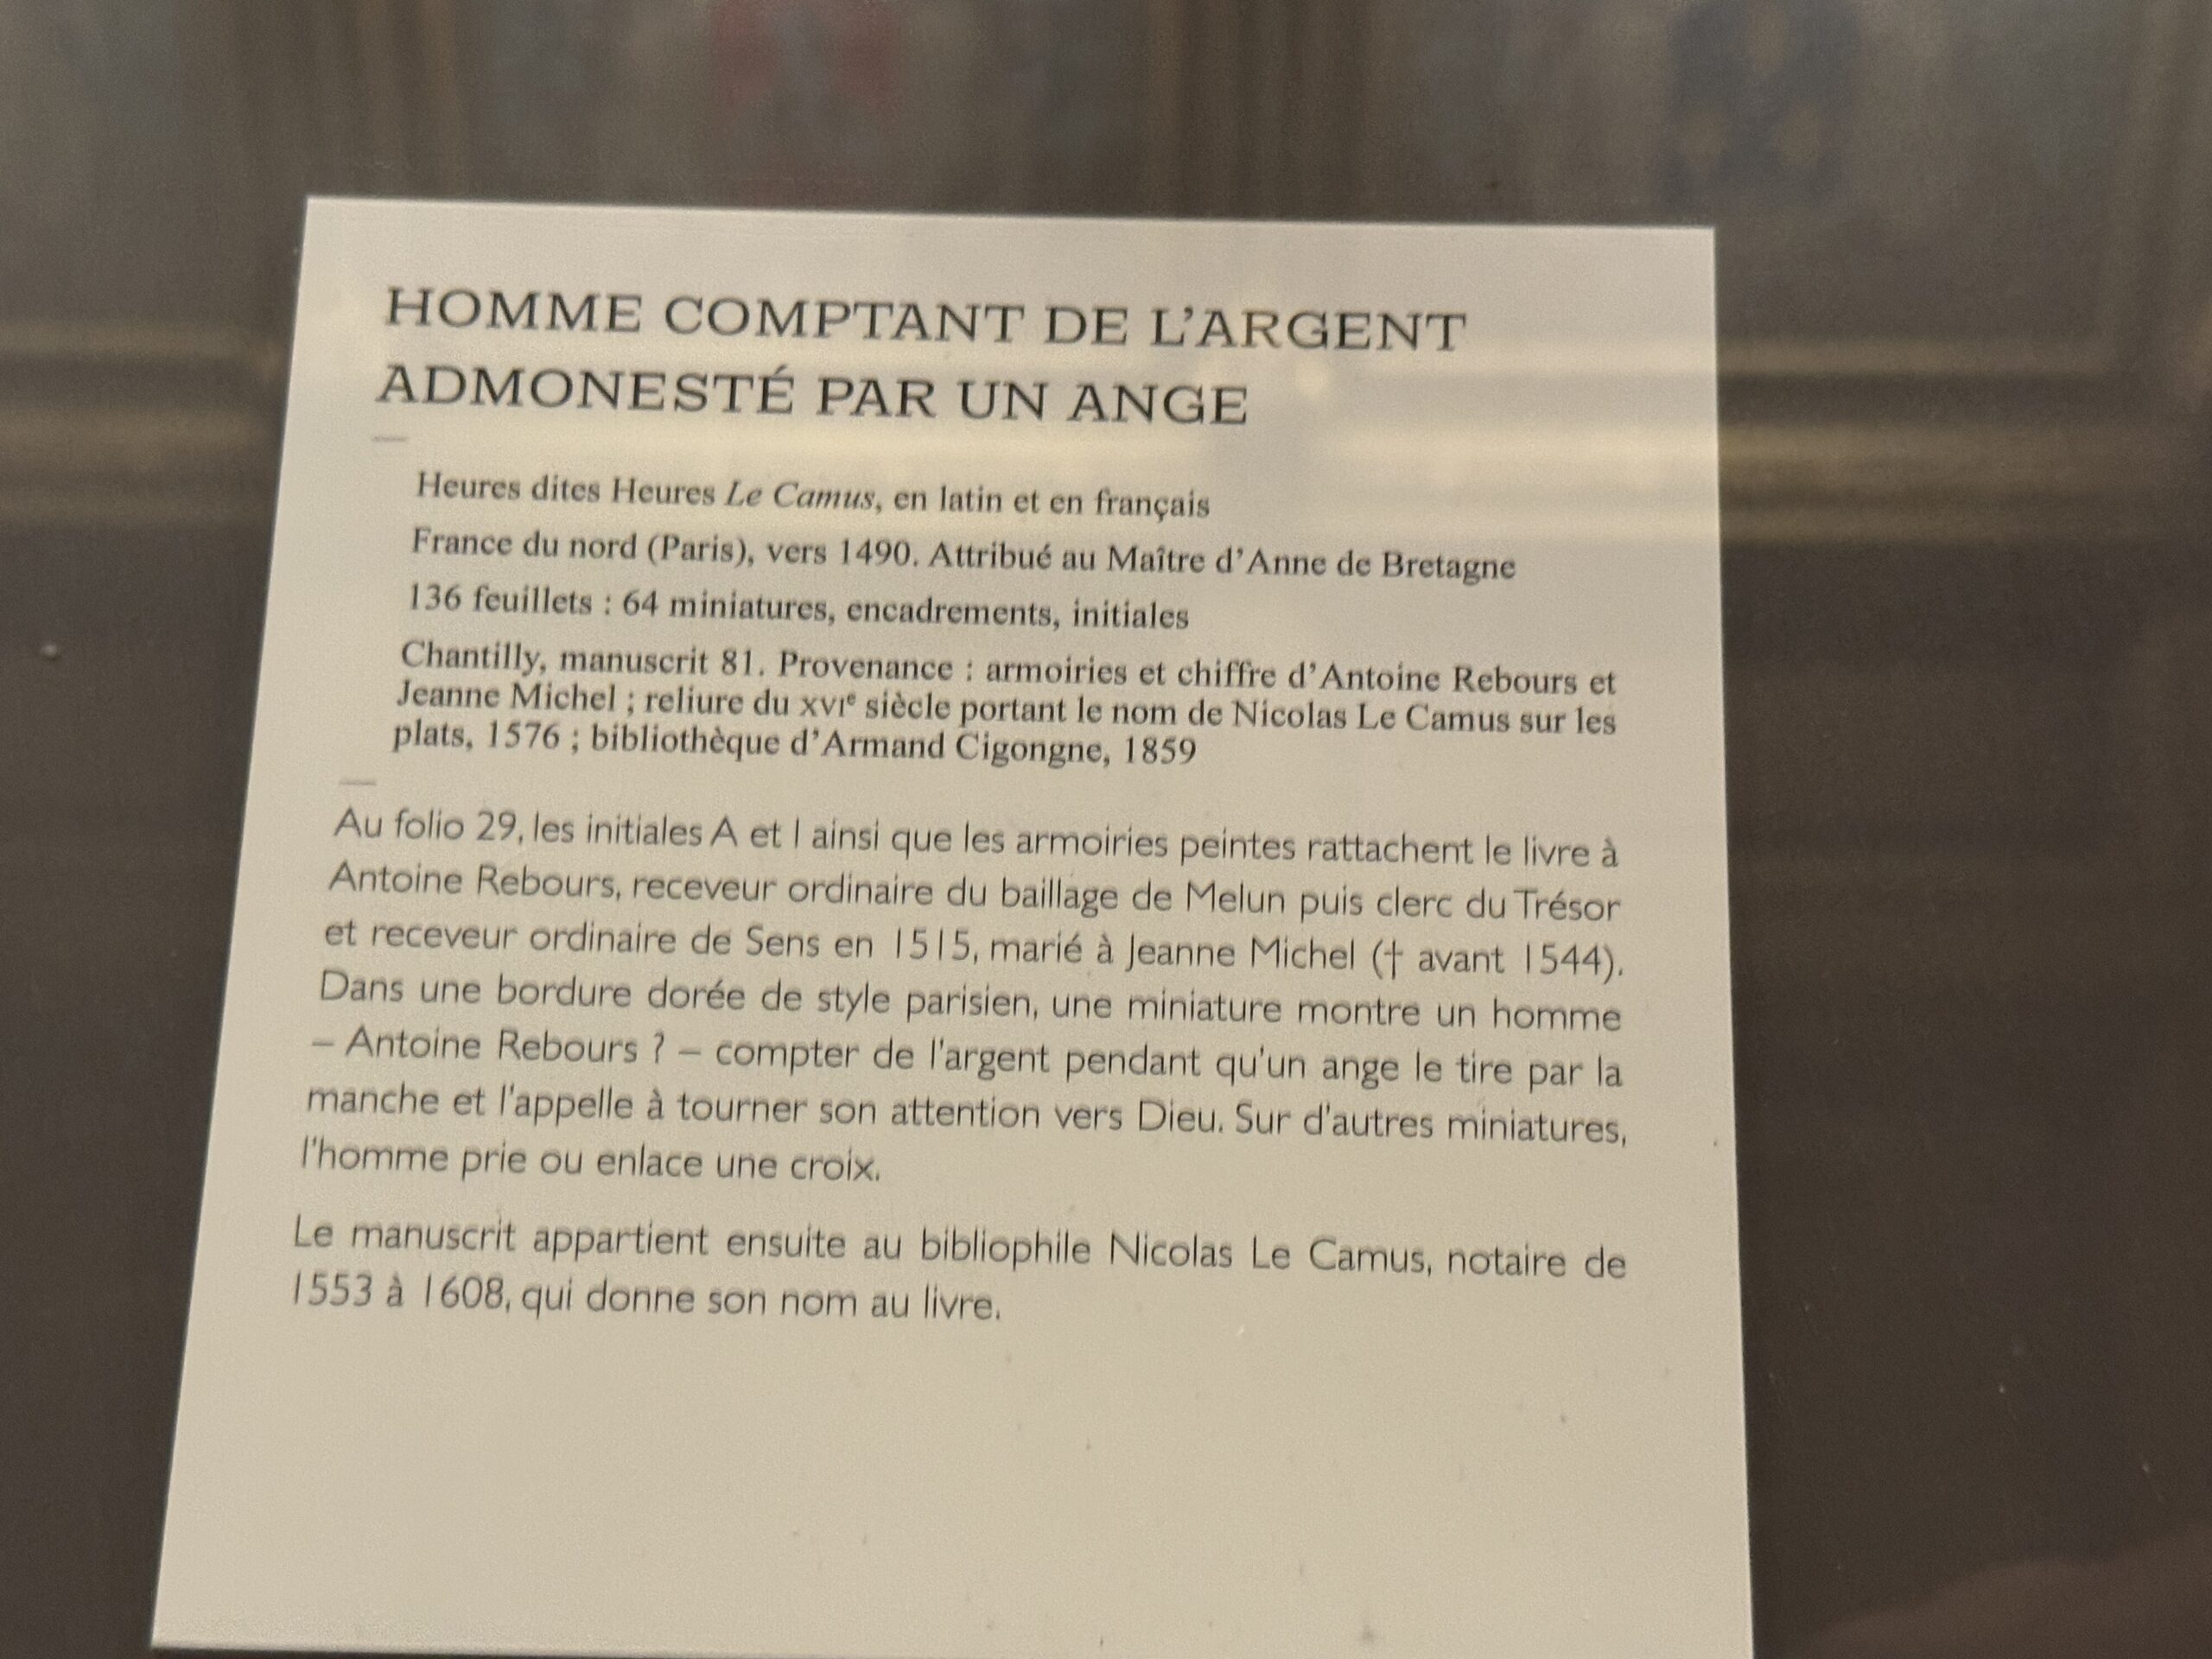 HOMME COMPTANT DE L'ARGENT
ADMONESTÉ PAR UN ANGE
Heures dites Heures Le Camus, en latin et en français
France du nord (Paris), vers 1490. Attribué au Maître d'Anne de Bretagne
136 feuillets : 64 miniatures, encadrements, initiales
Chantilly, manuscrit 81. Provenance : armoiries et chiffre d'Antoine Rebours et
Jeanne Michel ; reliure du XVIe siècle portant le nom de Nicolas Le Camus sur les
plats, 1576 ; bibliothèque d'Armand Cigongne, 1859
Au folio 29, les initiales A et I ainsi que les armoiries peintes rattachent le livre à
Antoine Rebours, receveur ordinaire du baillage de Melun puis clerc du Trésor
et receveur ordinaire de Sens en 1515, marié à Jeanne Michel († avant 1544).
Dans une bordure dorée de style parisien, une miniature montre un homme
– Antoine Rebours ? – compter de l'argent pendant qu'un ange le tire par la
manche et l'appelle à tourner son attention vers Dieu. Sur d'autres miniatures,
l'homme prie ou enlace une croix.
Le manuscrit appartient ensuite au bibliophile Nicolas Le Camus, notaire de
1553 à 1608, qui donne son nom au livre.